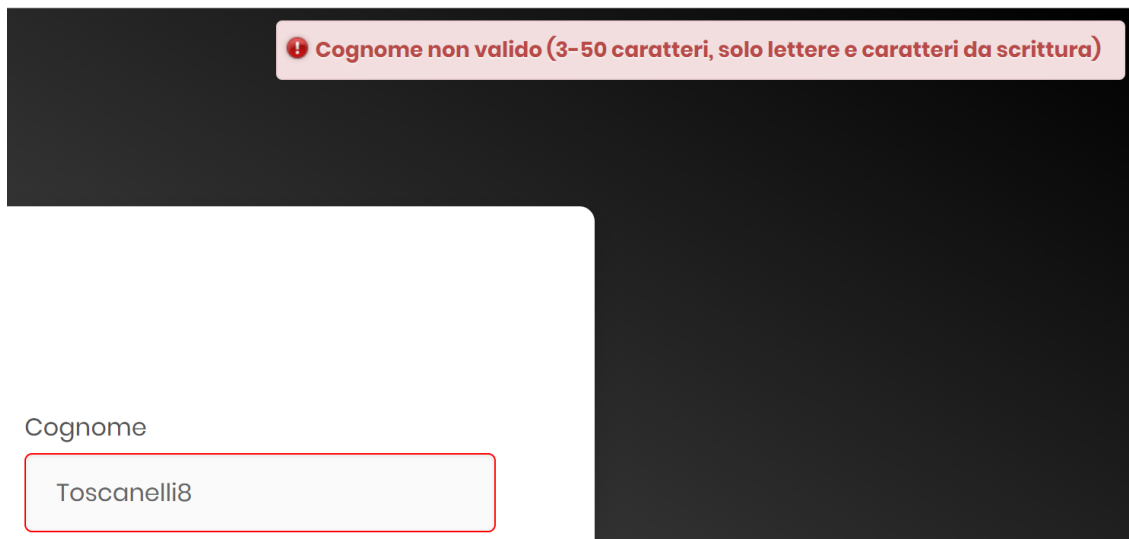 Cognome non valido (3-50 caratteri, solo lettere e caratteri da scrittura)
Cognome
Toscanelli8